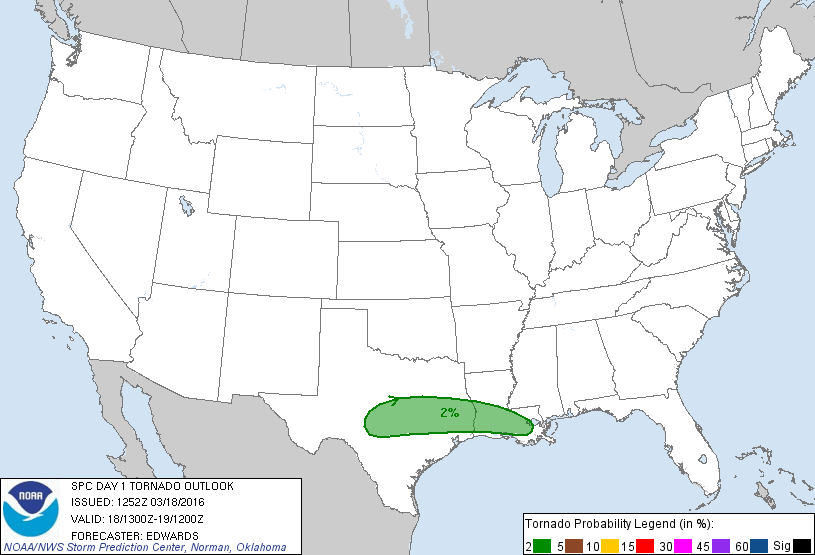 2%
NOAA
SPC DAY 1 TORNADO OUTLOOK
ISSUED: 1252Z 03/18/2016
VALID: 18/1300Z-19/1200Z
FORECASTER: EDWARDS
NOAA/NWS Storm Prediction Center, Norman, Oklahoma
Tornado Probability Legend (in %):
2 5 10 15 30 45 60 Sig